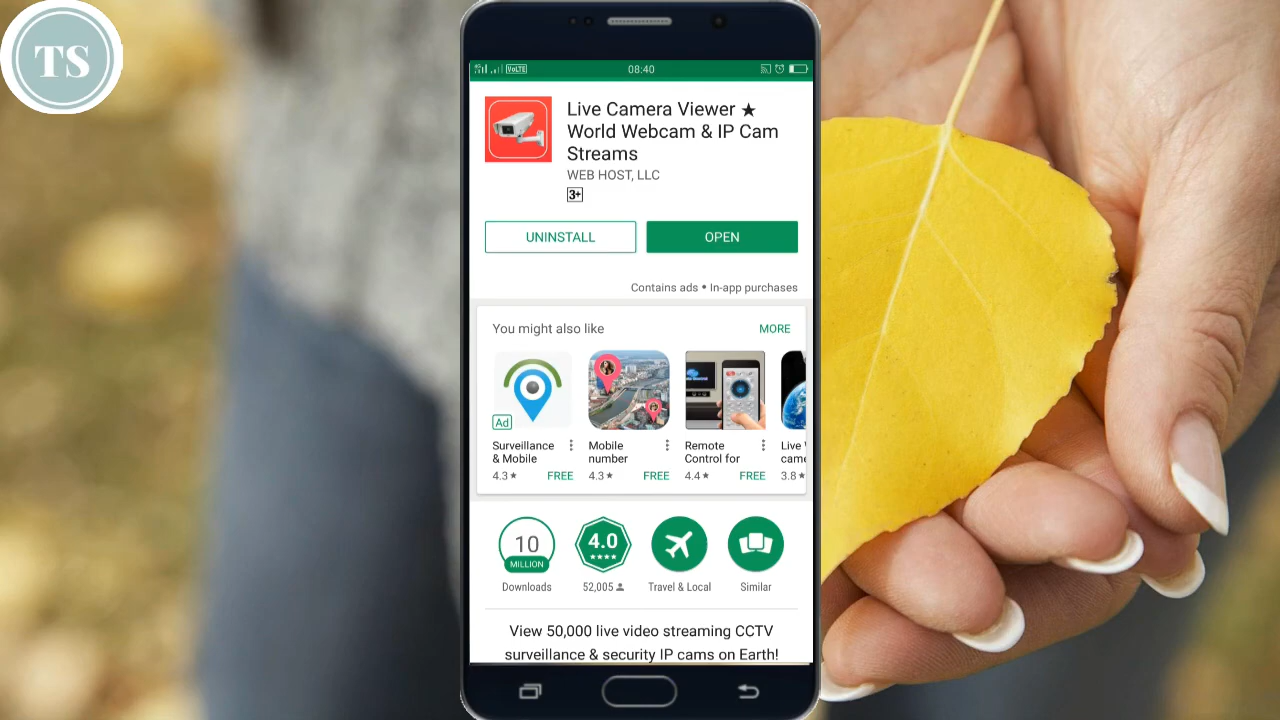 TS
VoLTE
08:40
Live Camera Viewer ★
World Webcam & IP Cam
Streams
WEB HOST, LLC
3+
UNINSTALL
OPEN
Contains ads • In-app purchases
You might also like
MORE
Ad
Surveillance
& Mobile
4.3★ FREE
Mobile
number
4.3★ FREE
Remote
Control for
4.4★ FREE
Live
came
3.8★
10
MILLION
Downloads
4.0
★★★★
52,005
Travel & Local
Similar
View 50,000 live video streaming CCTV
surveillance & security IP cams on Earth!